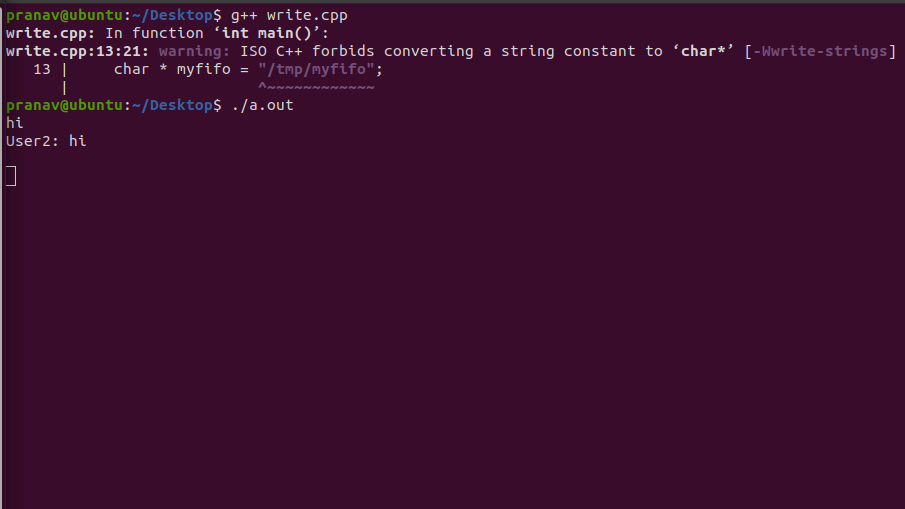 pranav@ubuntu:~/Desktop$ g++ write.cpp
write.cpp: In function ‘int main()’:
write.cpp:13:21: warning: ISO C++ forbids converting a string constant to ‘char*’ [-Wwrite-strings]
   13 |     char * myfifo = "/tmp/myfifo";
      |                     ^~~~~~~~~~~~~
pranav@ubuntu:~/Desktop$ ./a.out
hi
User2: hi